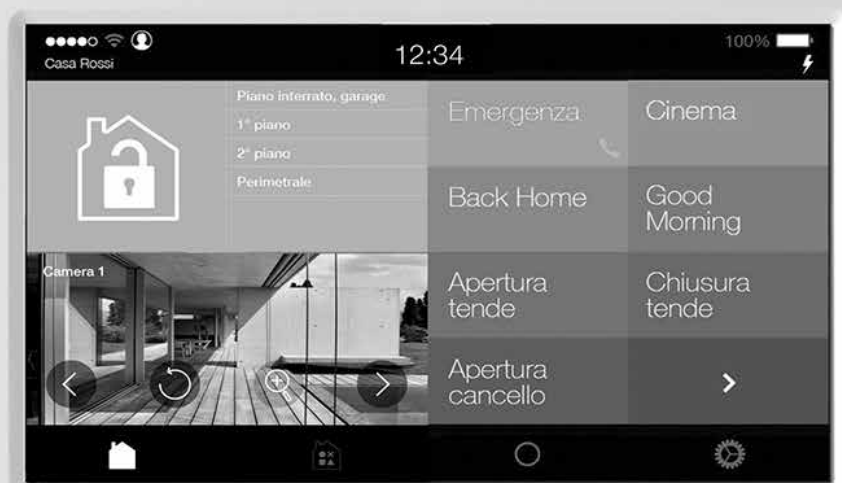 Casa Rossi
12:34
100%
Piano interrato, garage
1° piano
2° piano
Perimetrale
Emergenza
Cinema
Back Home
Good
Morning
Camera 1
Apertura
tende
Chiusura
tende
Apertura
cancello